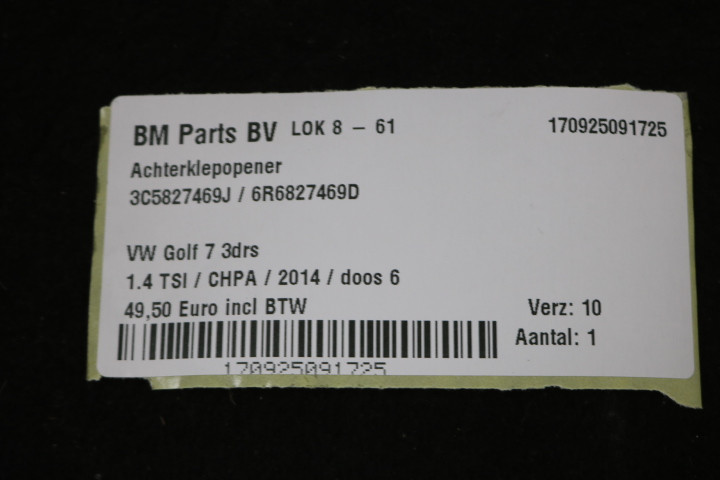 BM Parts BV LOK 8 – 61 170925091725
Achterklepopener
3C5827469J / 6R6827469D
VW Golf 7 3drs
1.4 TSI / CHPA / 2014 / doos 6
49,50 Euro incl BTW Verz: 10
Aantal: 1
170925091725